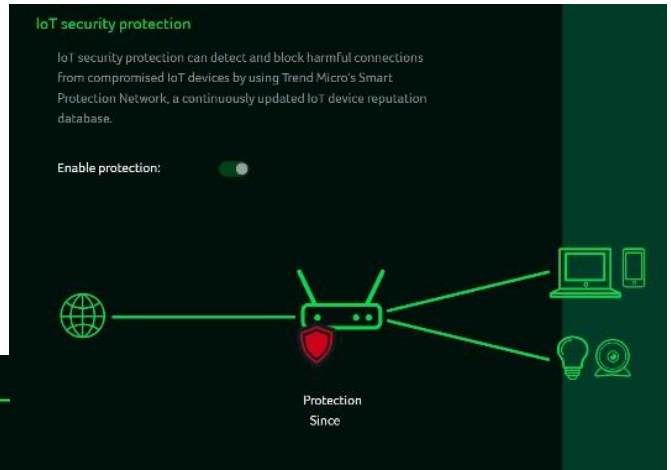 IoT security protection
IoT security protection can detect and block harmful connections
from compromised IoT devices by using Trend Micro's Smart
Protection Network, a continuously updated IoT device reputation
database.
Enable protection:
Protection
Since